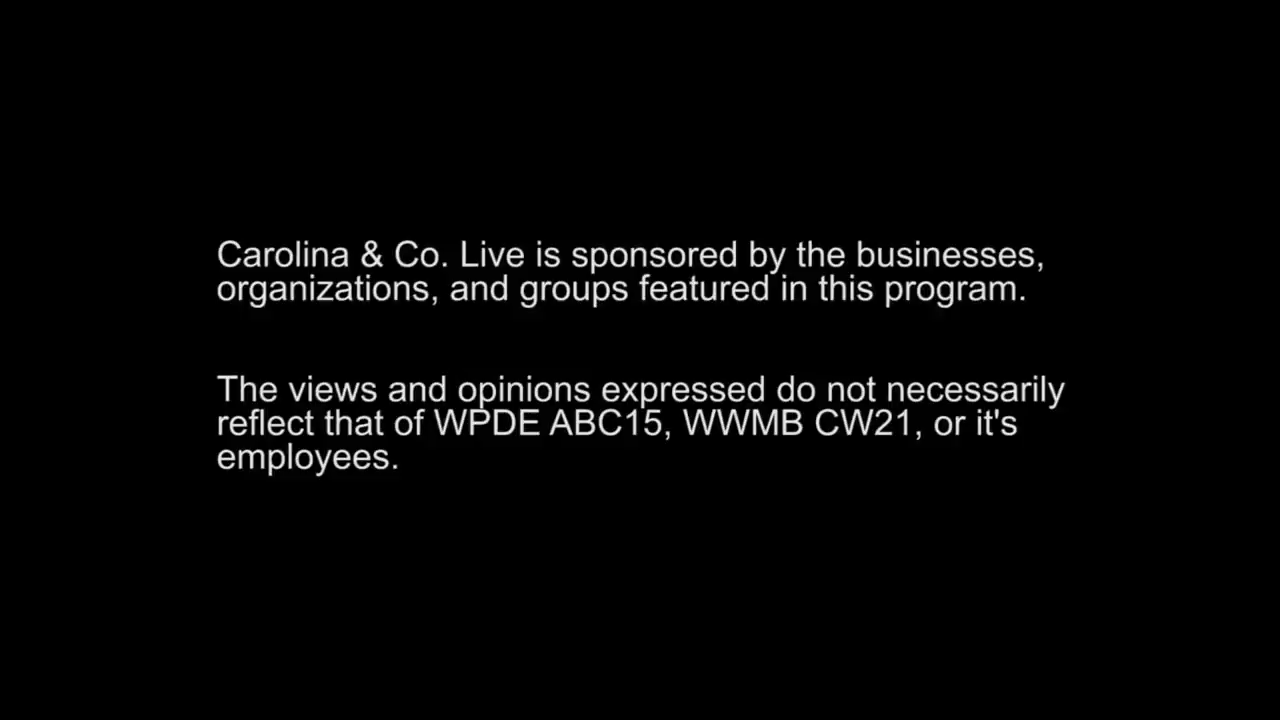 Carolina & Co. Live is sponsored by the businesses,
organizations, and groups featured in this program.
The views and opinions expressed do not necessarily
reflect that of WPDE ABC15, WWMB CW21, or it's
employees.